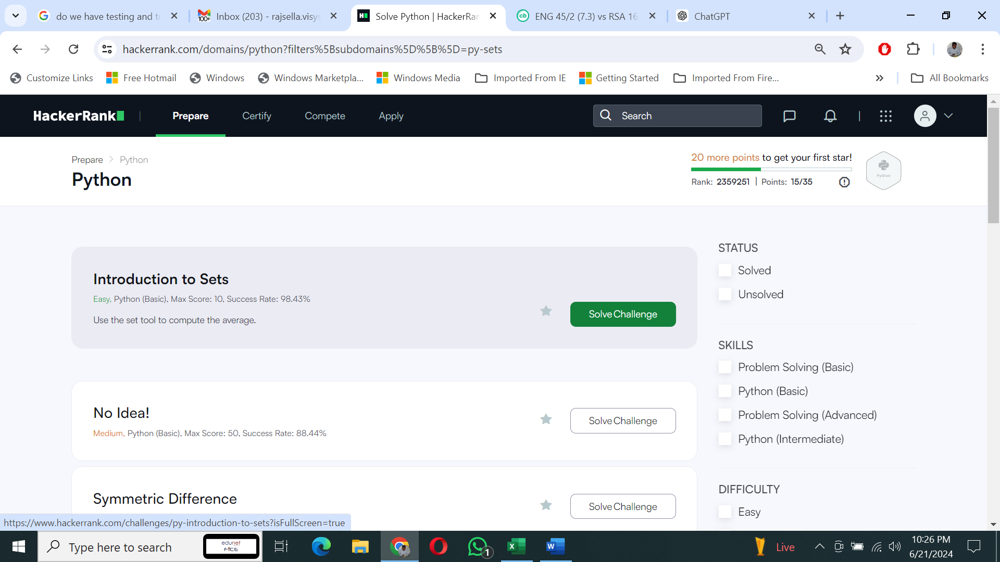 do we have testing and t
Inbox (203) - rajsella.visy
Solve Python | HackerRan
ENG 45/2 (7.3) vs RSA 16
ChatGPT
hackerrank.com/domains/python?filters%5Bsubdomains%5D%5B%5D=py-sets
Customize Links
Free Hotmail
Windows
Windows Marketpla...
Windows Media
Imported From IE
Getting Started
Imported From Fire...
All Bookmarks
HackerRank
Prepare
Certify
Compete
Apply
Search
Prepare
Python
Python
20 more points to get your first star!
Rank: 2359251 | Points: 15/35
Python
Introduction to Sets
Easy, Python (Basic), Max Score: 10, Success Rate: 98.43%
Use the set tool to compute the average.
Solve Challenge
No Idea!
Medium, Python (Basic), Max Score: 50, Success Rate: 88.44%
Solve Challenge
Symmetric Difference
Solve Challenge
STATUS
Solved
Unsolved
SKILLS
Problem Solving (Basic)
Python (Basic)
Problem Solving (Advanced)
Python (Intermediate)
DIFFICULTY
Easy
https://www.hackerrank.com/challenges/py-introduction-to-sets?isFullScreen=true
Type here to search
edunet
FACE
1
Live
10:26 PM
6/21/2024